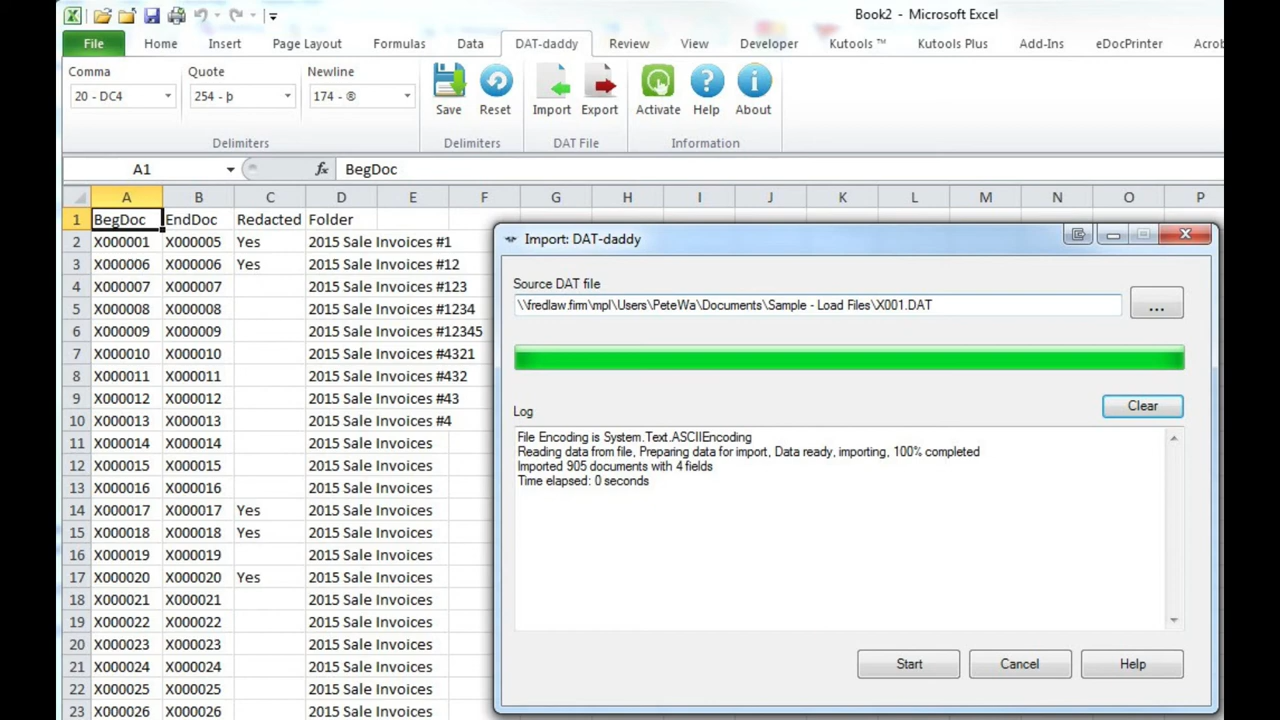 Book2 - Microsoft Excel
File Home Insert Page Layout Formulas Data DAT-daddy Review View Developer Kutools ™ Kutools Plus Add-Ins eDocPrinter Acrob
Comma Quote Newline
20 - DC4 254 - þ 174 - ®
Save Reset Import Export Activate Help About
Delimiters Delimiters DAT File Information
A1 fx BegDoc
A B C D E F G H I J K L M N O P
1 BegDoc EndDoc Redacted Folder
2 X000001 X000005 Yes 2015 Sale Invoices #1
3 X000006 X000006 Yes 2015 Sale Invoices #12
4 X000007 X000007 2015 Sale Invoices #123
5 X000008 X000008 2015 Sale Invoices #1234
6 X000009 X000009 2015 Sale Invoices #12345
7 X000010 X000010 2015 Sale Invoices #4321
8 X000011 X000011 2015 Sale Invoices #432
9 X000012 X000012 2015 Sale Invoices #43
10 X000013 X000013 2015 Sale Invoices #4
11 X000014 X000014 2015 Sale Invoices
12 X000015 X000015 2015 Sale Invoices
13 X000016 X000016 2015 Sale Invoices
14 X000017 X000017 Yes 2015 Sale Invoices
15 X000018 X000018 Yes 2015 Sale Invoices
16 X000019 X000019 2015 Sale Invoices
17 X000020 X000020 Yes 2015 Sale Invoices
18 X000021 X000021 2015 Sale Invoices
19 X000022 X000022 2015 Sale Invoices
20 X000023 X000023 2015 Sale Invoices
21 X000024 X000024 2015 Sale Invoices
22 X000025 X000025 2015 Sale Invoices
23 X000026 X000026 2015 Sale Invoices
Import: DAT-daddy
Source DAT file
\\fredlaw.firm\mpl\Users\PeteWa\Documents\Sample - Load Files\X001.DAT
...
Clear
Log
File Encoding is System.Text.ASCIIEncoding
Reading data from file, Preparing data for import, Data ready, importing, 100% completed
Imported 905 documents with 4 fields
Time elapsed: 0 seconds
Start Cancel Help